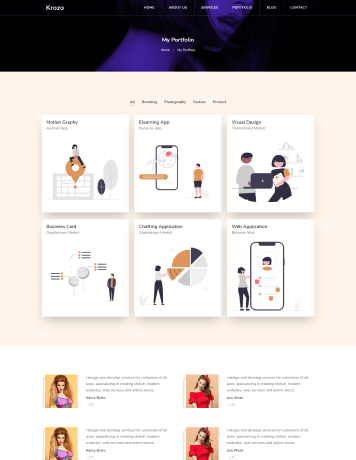 Krozo
HOME ABOUT US SERVICES PORTFOLIO BLOG CONTACT
My Portfolio
Home My Portfolio
All Branding Photography Fashion Product
Motion Graphy
Android App
Elearning App
Visual Design
Themeforest Market
Business Card
Graphicriver Market
Chatting Application
Codecanyon Market
Web Application
Behance Shot
I design and develop services for customers of all
sizes, specializing in creating stylish, modern
websites, web services and online stores.
Nancy Byers
I design and develop services for customers of all
sizes, specializing in creating stylish, modern
websites, web services and online stores.
Jess Wood
I design and develop services for customers of all
sizes, specializing in creating stylish, modern
websites, web services and online stores.
Nancy Byers
I design and develop services for customers of all
sizes, specializing in creating stylish, modern
websites, web services and online stores.
Jess Wood